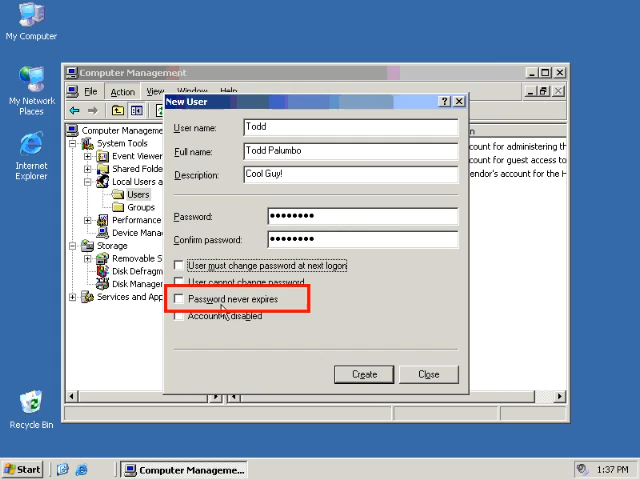 My Computer
My Network
Places
Internet
Explorer
Recycle Bin
Computer Management
File Action View Window Help
Computer Manageme
System Tools
Event Viewer
Shared Folde
Local Users a
Users
Groups
Performance
Device Mana
Storage
Removable S
Disk Defragm
Disk Manager
Services and App
count for administering th
count for guest access to
endor's account for the H
New User
User name:
Todd
Full name:
Todd Palumbo
Description:
Cool Guy!
Password:
●●●●●●●●
Confirm password:
●●●●●●●●
User must change password at next logon
User cannot change password
Password never expires
Account is disabled
Create
Close
Start
Computer Manageme...
1:37 PM